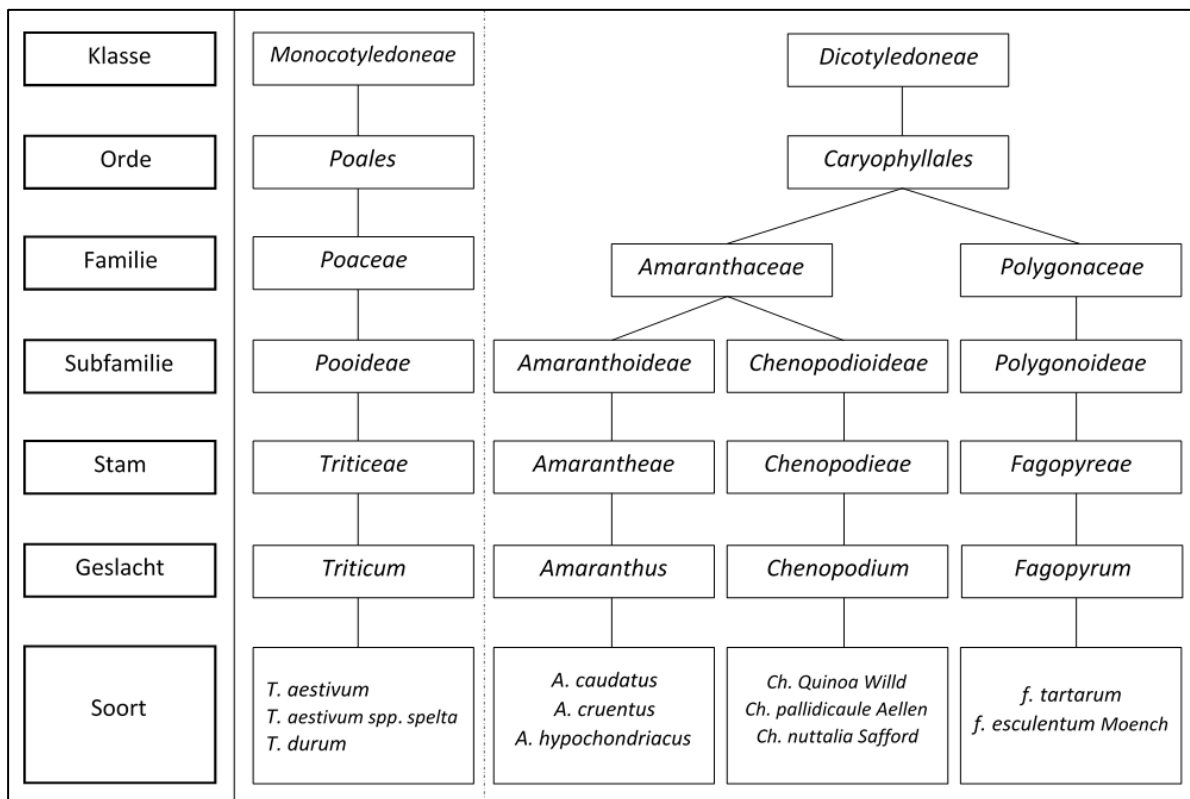 Klasse
Monocotyledoneae
Dicotyledoneae
Orde
Poales
Caryophyllales
Familie
Poaceae
Amaranthaceae
Polygonaceae
Subfamilie
Pooideae
Amaranthoideae
Chenopodioideae
Polygonoideae
Stam
Triticeae
Amarantheae
Chenopodieae
Fagopyreae
Geslacht
Triticum
Amaranthus
Chenopodium
Fagopyrum
Soort
T. aestivum
T. aestivum spp. spelta
T. durum
A. caudatus
A. cruentus
A. hypochondriacus
Ch. Quinoa Willd
Ch. pallidicaule Aellen
Ch. nuttalia Safford
f. tartarum
f. esculentum Moench